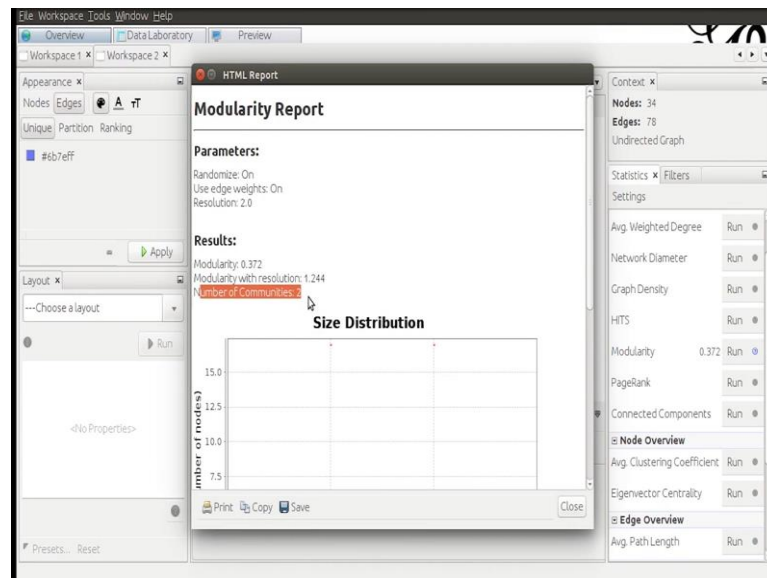 File Workspace Tools Window Help
Overview Data Laboratory Preview
Workspace 1 × Workspace 2 ×
Appearance ×
Nodes Edges A тT
Unique Partition Ranking
#6b7eff
Apply
Layout ×
---Choose a layout
Run
<No Properties>
Presets... Reset
HTML Report
Modularity Report
Parameters:
Randomize: On
Use edge weights: On
Resolution: 2.0
Results:
Modularity: 0.372
Modularity with resolution: 1.244
Number of Communities: 2
Size Distribution
15.0
12.5
10.0
7.5
of nodes)
Print Copy Save
Close
Context ×
Nodes: 34
Edges: 78
Undirected Graph
Statistics × Filters
Settings
Avg. Weighted Degree Run
Network Diameter Run
Graph Density Run
HITS Run
Modularity 0.372 Run
PageRank Run
Connected Components Run
Node Overview
Avg. Clustering Coefficient Run
Eigenvector Centrality Run
Edge Overview
Avg. Path Length Run